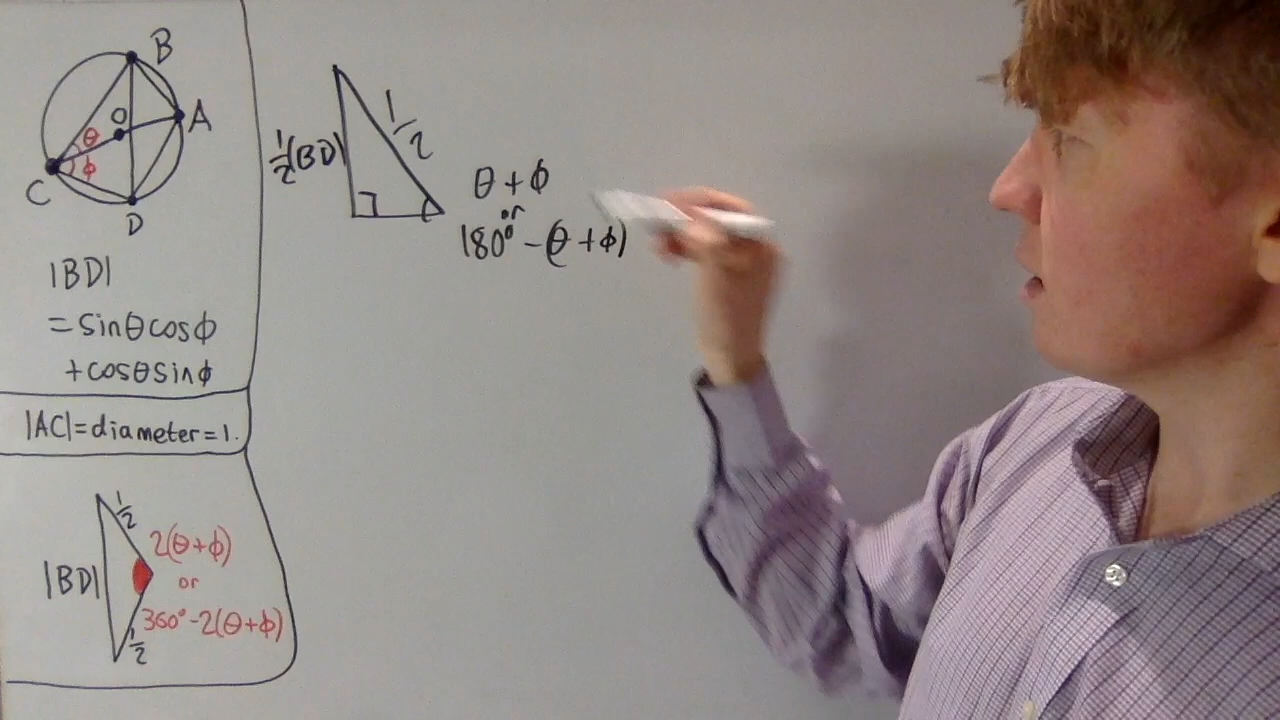 B
O
A
θ
ϕ
C
D
|BD|
= sinθcosϕ
+cosθsinϕ
|AC|=diameter=1.
1/2
2(θ+ϕ)
|BD|
or
360°-2(θ+ϕ)
1/2
1/2
1/2|BD|
θ+ϕ
or
180°-(θ+ϕ)